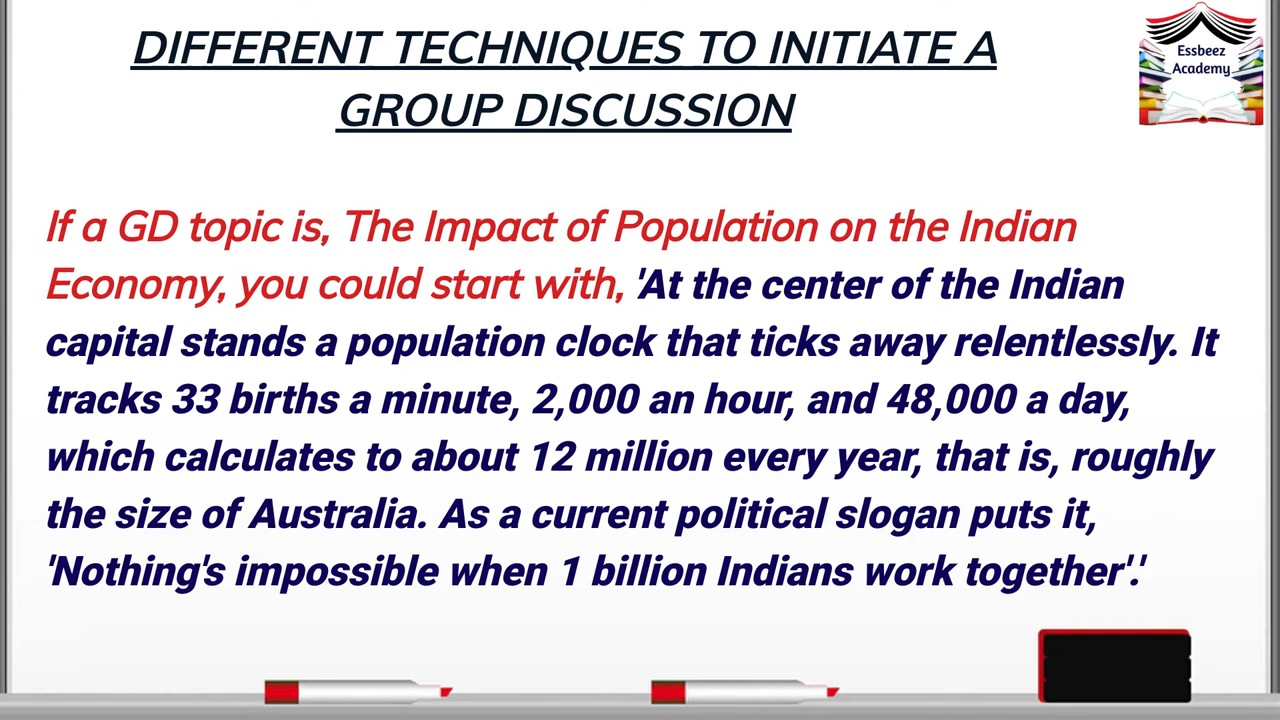 DIFFERENT TECHNIQUES TO INITIATE A
GROUP DISCUSSION
Essbeez
Academy
If a GD topic is, The Impact of Population on the Indian
Economy, you could start with, 'At the center of the Indian
capital stands a population clock that ticks away relentlessly. It
tracks 33 births a minute, 2,000 an hour, and 48,000 a day,
which calculates to about 12 million every year, that is, roughly
the size of Australia. As a current political slogan puts it,
'Nothing's impossible when 1 billion Indians work together'.'